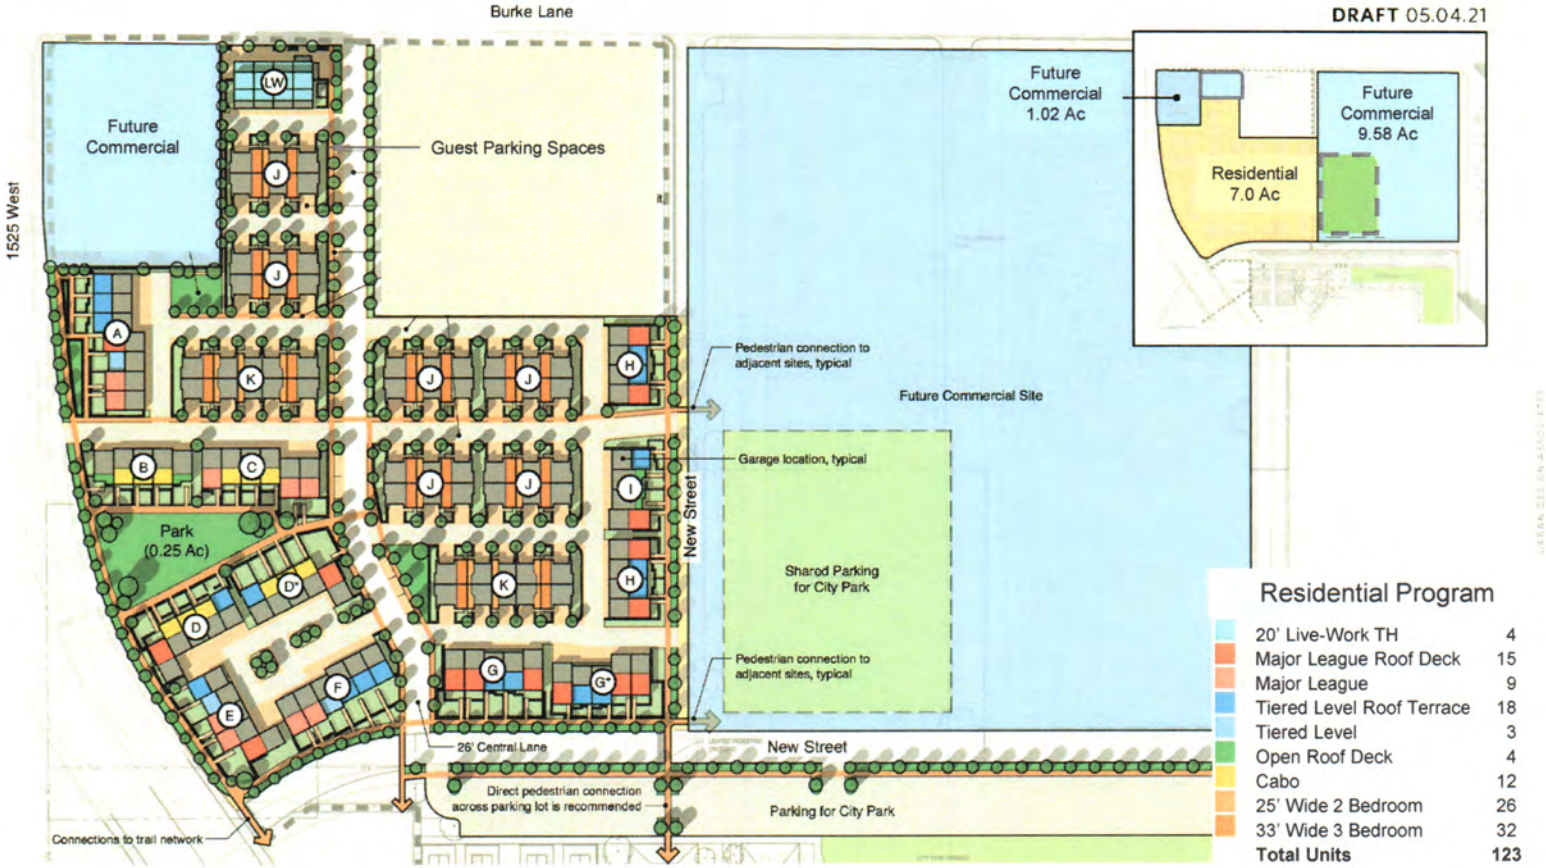 Burke Lane
DRAFT 05.04.21
1525 West
Future
Commercial
LW
Guest Parking Spaces
J
J
A
K
J
J
H
B
C
J
J
I
Park
(0.25 Ac)
D*
D
K
H
E
F
G
G*
Future
Commercial
1.02 Ac
Future
Commercial
9.58 Ac
Residential
7.0 Ac
Pedestrian connection to
adjacent sites, typical
Future Commercial Site
Garage location, typical
New Street
Shared Parking
for City Park
Pedestrian connection to
adjacent sites, typical
26' Central Lane
New Street
Direct pedestrian connection
across parking lot is recommended
Parking for City Park
Connections to trail network
Residential Program
20' Live-Work TH 4
Major League Roof Deck 15
Major League 9
Tiered Level Roof Terrace 18
Tiered Level 3
Open Roof Deck 4
Cabo 12
25' Wide 2 Bedroom 26
33' Wide 3 Bedroom 32
Total Units 123